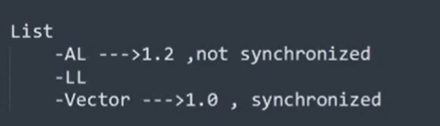 List
-AL --->1.2 ,not synchronized
-LL
-Vector --->1.0 , synchronized